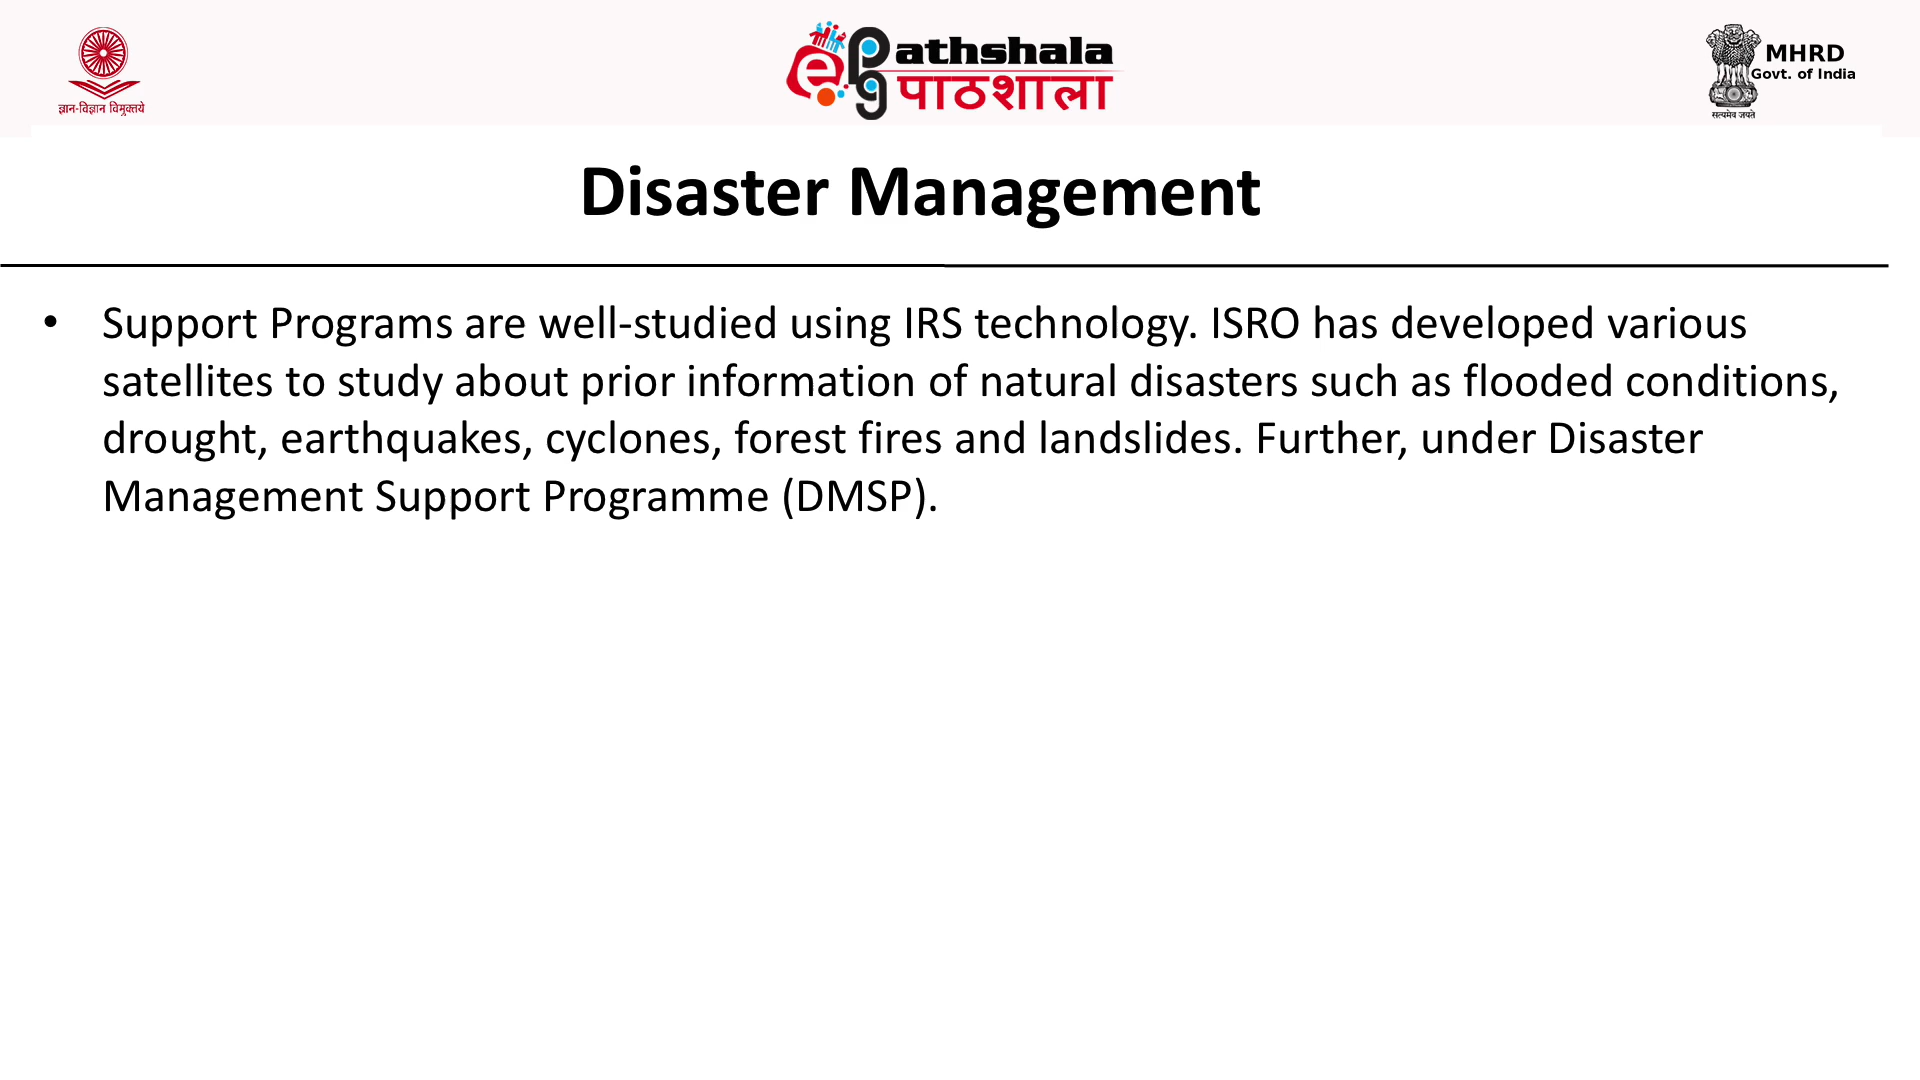 ज्ञान-विज्ञान विमुक्तये
e PG athshala
पाठशाला
MHRD
Govt. of India
सत्यमेव जयते
Disaster Management
• Support Programs are well-studied using IRS technology. ISRO has developed various
satellites to study about prior information of natural disasters such as flooded conditions,
drought, earthquakes, cyclones, forest fires and landslides. Further, under Disaster
Management Support Programme (DMSP).